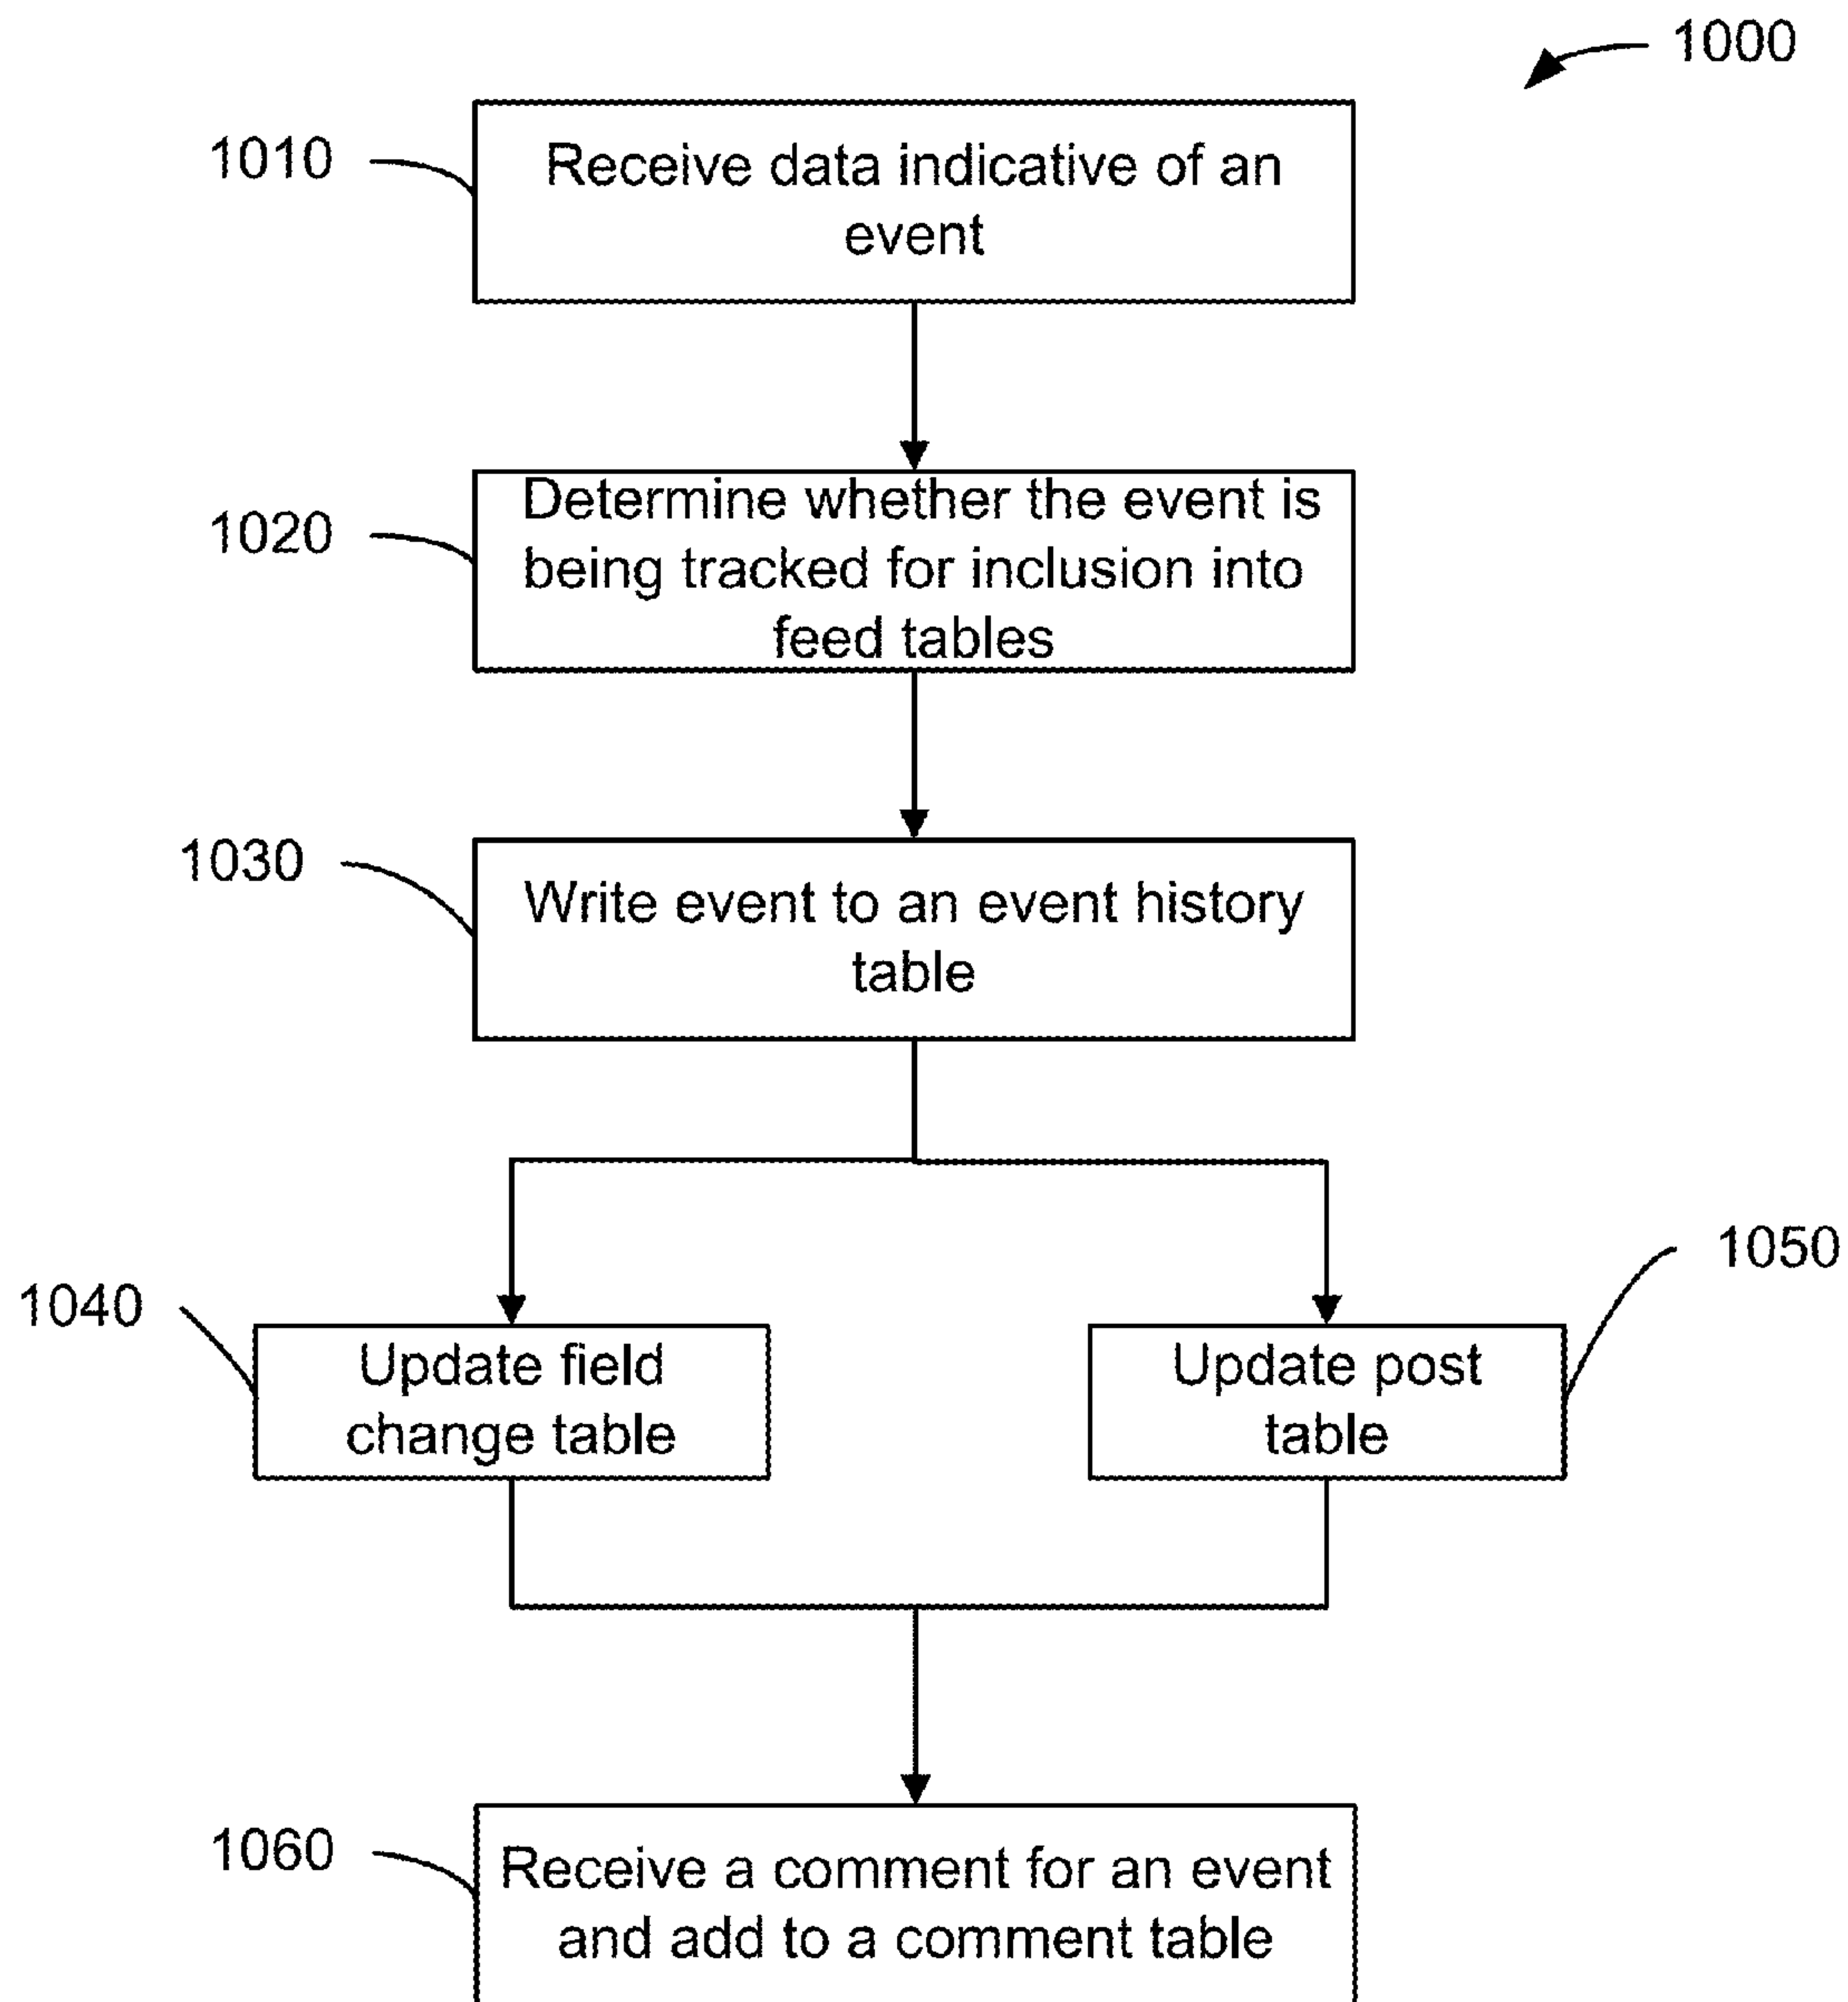 1000
1010
Receive data indicative of an
event
1020
Determine whether the event is
being tracked for inclusion into
feed tables
1030
Write event to an event history
table
1040
Update field
change table
1050
Update post
table
1060
Receive a comment for an event
and add to a comment table